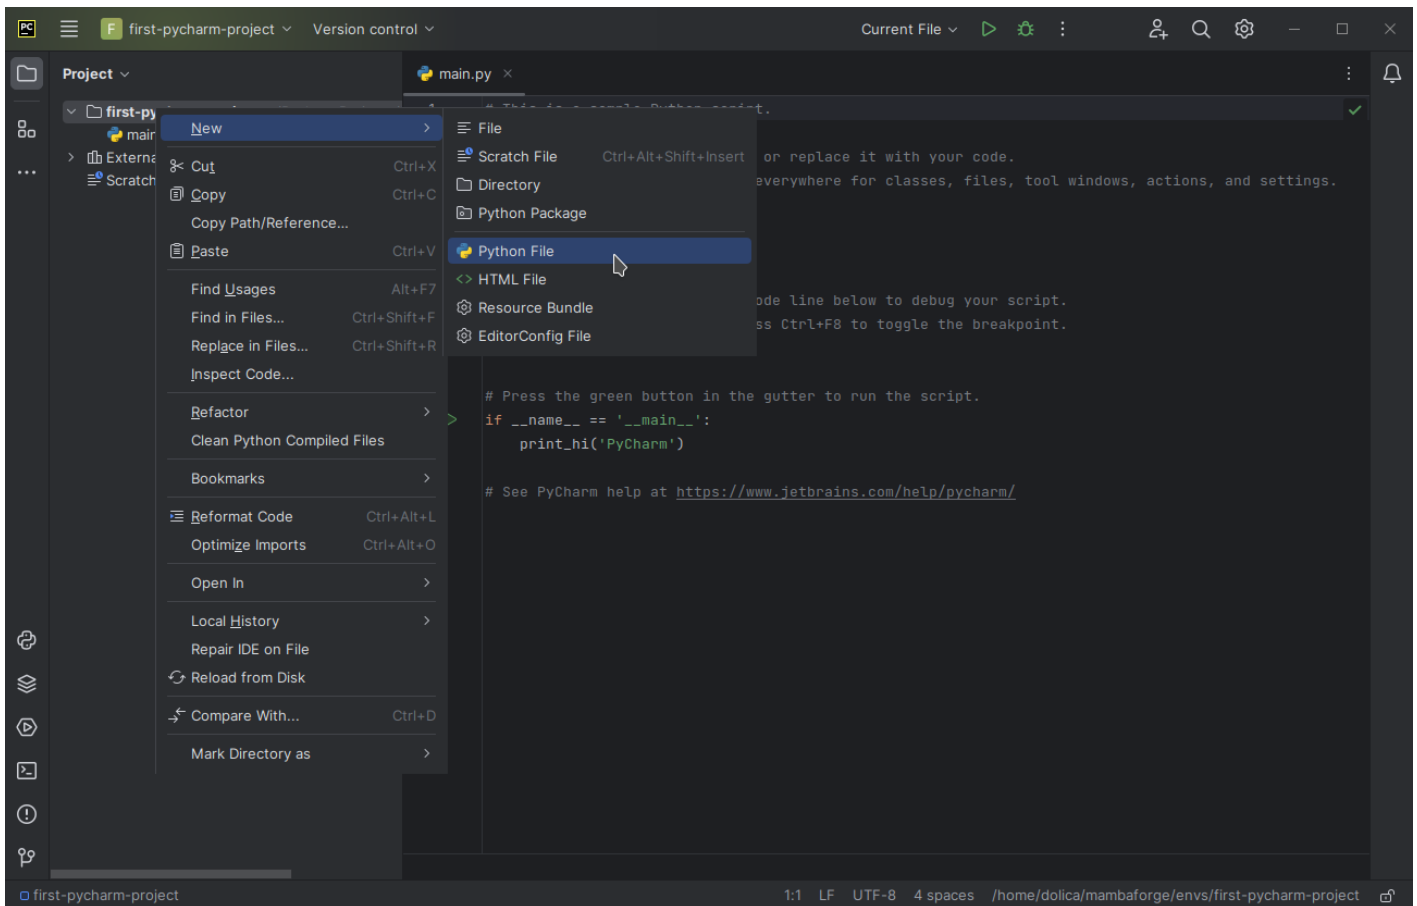 PC
F first-pycharm-project Version control Current File
Project
main.py
first-py
main
Externa
Scratch
1
# This is a sample Python script.
or replace it with your code.
everywhere for classes, files, tool windows, actions, and settings.
ode line below to debug your script.
ss Ctrl+F8 to toggle the breakpoint.
# Press the green button in the gutter to run the script.
if __name__ == '__main__':
print_hi('PyCharm')
# See PyCharm help at https://www.jetbrains.com/help/pycharm/
New
Cut Ctrl+X
Copy Ctrl+C
Copy Path/Reference...
Paste Ctrl+V
Find Usages Alt+F7
Find in Files... Ctrl+Shift+F
Replace in Files... Ctrl+Shift+R
Inspect Code...
Refactor
Clean Python Compiled Files
Bookmarks
Reformat Code Ctrl+Alt+L
Optimize Imports Ctrl+Alt+O
Open In
Local History
Repair IDE on File
Reload from Disk
Compare With... Ctrl+D
Mark Directory as
File
Scratch File Ctrl+Alt+Shift+Insert
Directory
Python Package
Python File
HTML File
Resource Bundle
EditorConfig File
first-pycharm-project 1:1 LF UTF-8 4 spaces /home/dolica/mambaforge/envs/first-pycharm-project